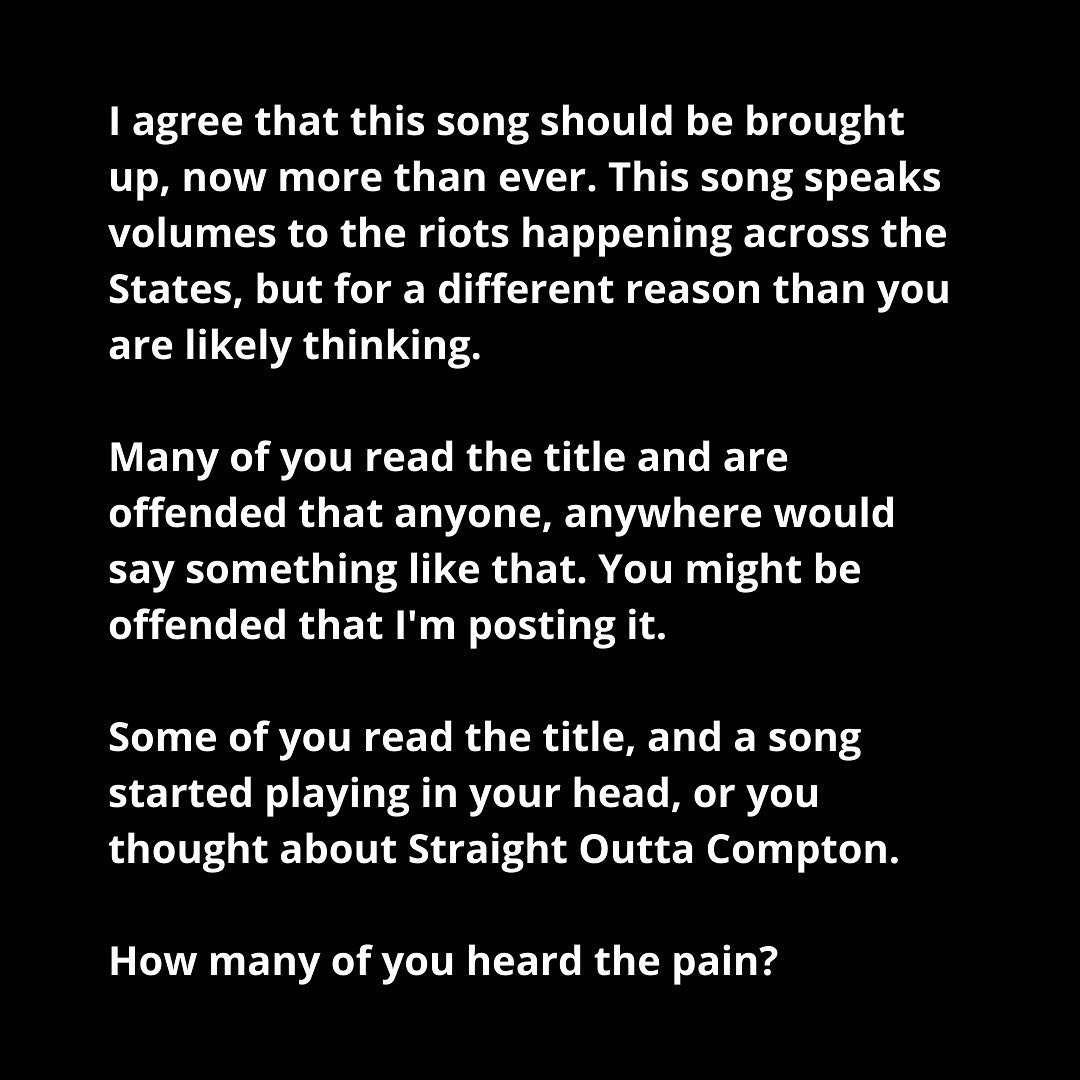 I agree that this song should be brought
up, now more than ever. This song speaks
volumes to the riots happening across the
States, but for a different reason than you
are likely thinking.
Many of you read the title and are
offended that anyone, anywhere would
say something like that. You might be
offended that I'm posting it.
Some of you read the title, and a song
started playing in your head, or you
thought about Straight Outta Compton.
How many of you heard the pain?